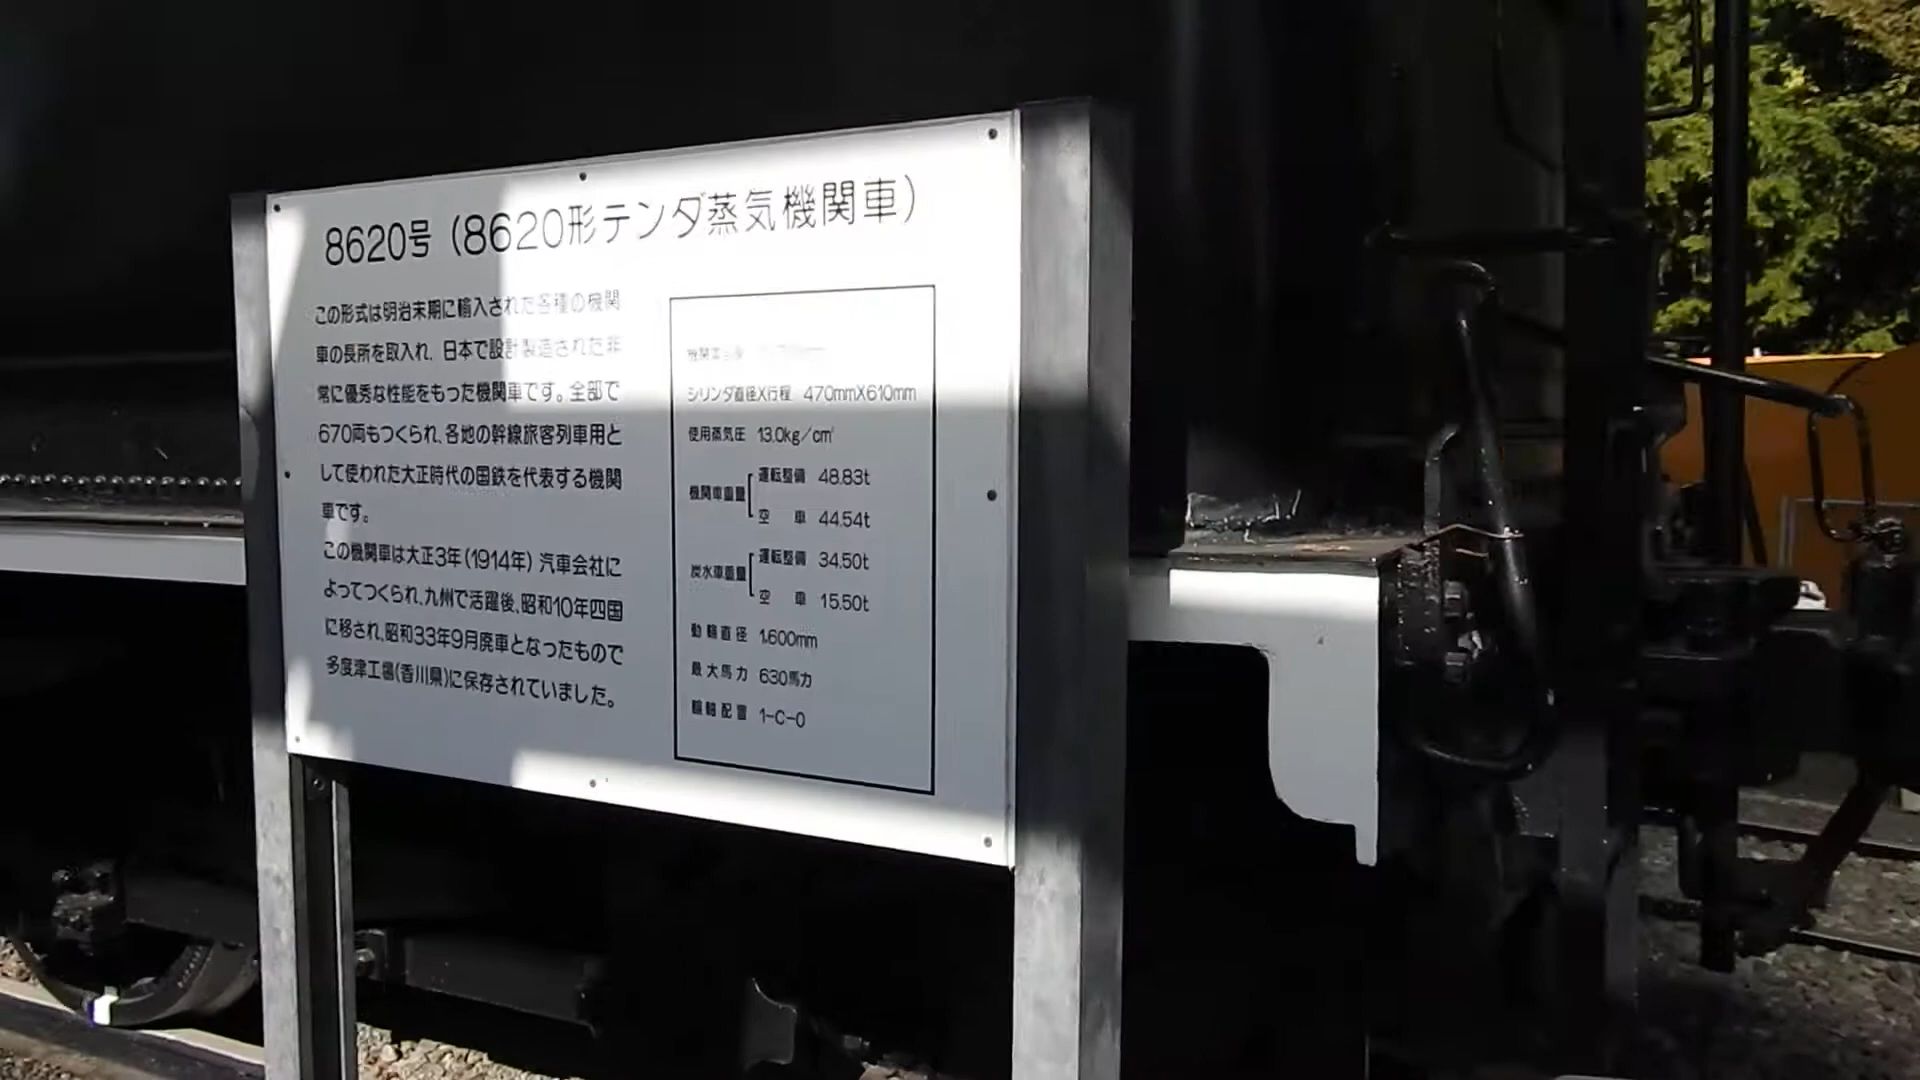 8620号(8620形テンダ蒸気機関車)
この形式は明治末期に輸入された各種の機関
車の長所を取入れ、日本で設計製造された非
常に優秀な性能をもった機関車です。全部で
670両もつくられ、各地の幹線旅客列車用と
して使われた大正時代の国鉄を代表する機関
車です。
この機関車は大正3年(1914年)汽車会社に
よってつくられ、九州で活躍後、昭和10年四国
に移され、昭和33年9月廃車となったもので
多度津工場(香川県)に保存されていました。
シリンダ直径X行程 470mmX610mm
使用蒸気圧 13.0kg/cm²
機関車重量 運転整備 48.83t
空車 44.54t
炭水車重量 運転整備 34.50t
空車 15.50t
動輪直径 1,600mm
最大馬力 630馬力
輪軸配置 1-C-0